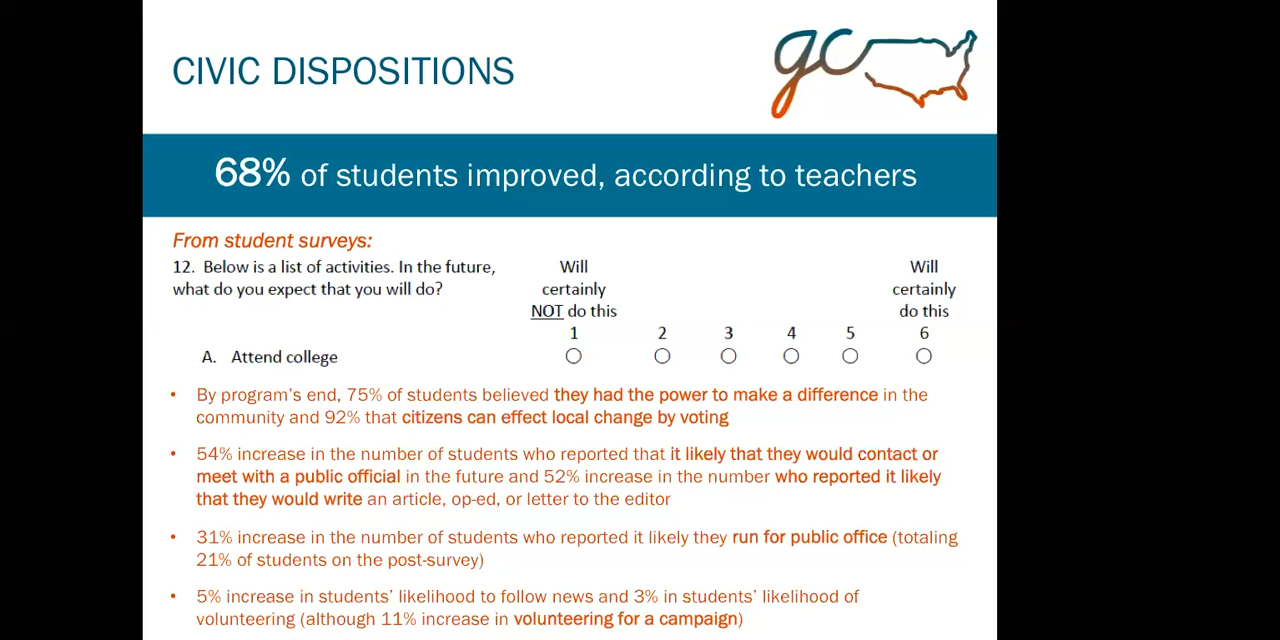 CIVIC DISPOSITIONS
gc
68% of students improved, according to teachers
From student surveys:
12. Below is a list of activities. In the future,
what do you expect that you will do?
Will
certainly
NOT do this
Will
certainly
do this
1 2 3 4 5 6
A. Attend college
• By program's end, 75% of students believed they had the power to make a difference in the
community and 92% that citizens can effect local change by voting
• 54% increase in the number of students who reported that it likely that they would contact or
meet with a public official in the future and 52% increase in the number who reported it likely
that they would write an article, op-ed, or letter to the editor
• 31% increase in the number of students who reported it likely they run for public office (totaling
21% of students on the post-survey)
• 5% increase in students' likelihood to follow news and 3% in students' likelihood of
volunteering (although 11% increase in volunteering for a campaign)